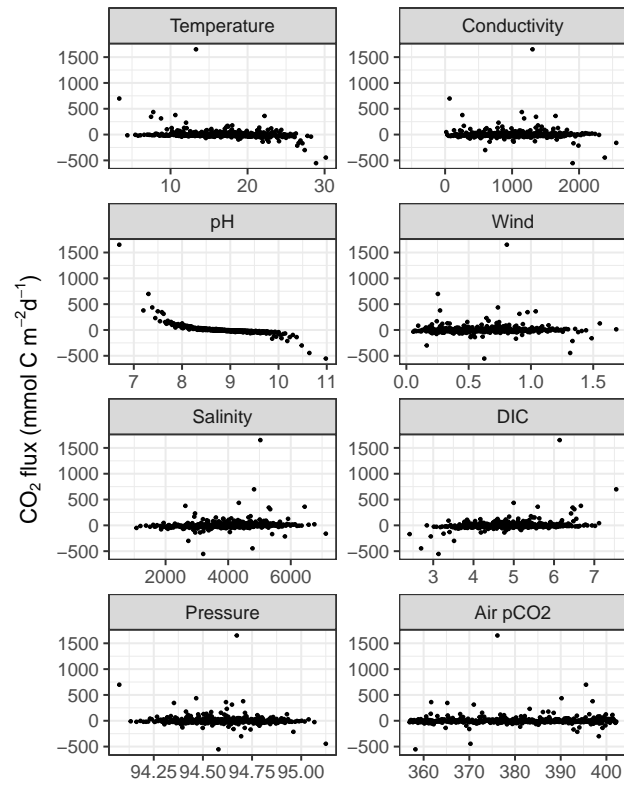 Temperature Conductivity
1500 1500
1000 1000
500 500
0 0
−500 −500
10 20 30 0 1000 2000
pH Wind
1500 1500
1000 1000
500 500
0 0
−500 −500
7 8 9 10 11 0.0 0.5 1.0 1.5
CO2 flux (mmol C m−2d−1)
Salinity DIC
1500 1500
1000 1000
500 500
0 0
−500 −500
2000 4000 6000 3 4 5 6 7
Pressure Air pCO2
1500 1500
1000 1000
500 500
0 0
−500 −500
94.25 94.50 94.75 95.00 360 370 380 390 400